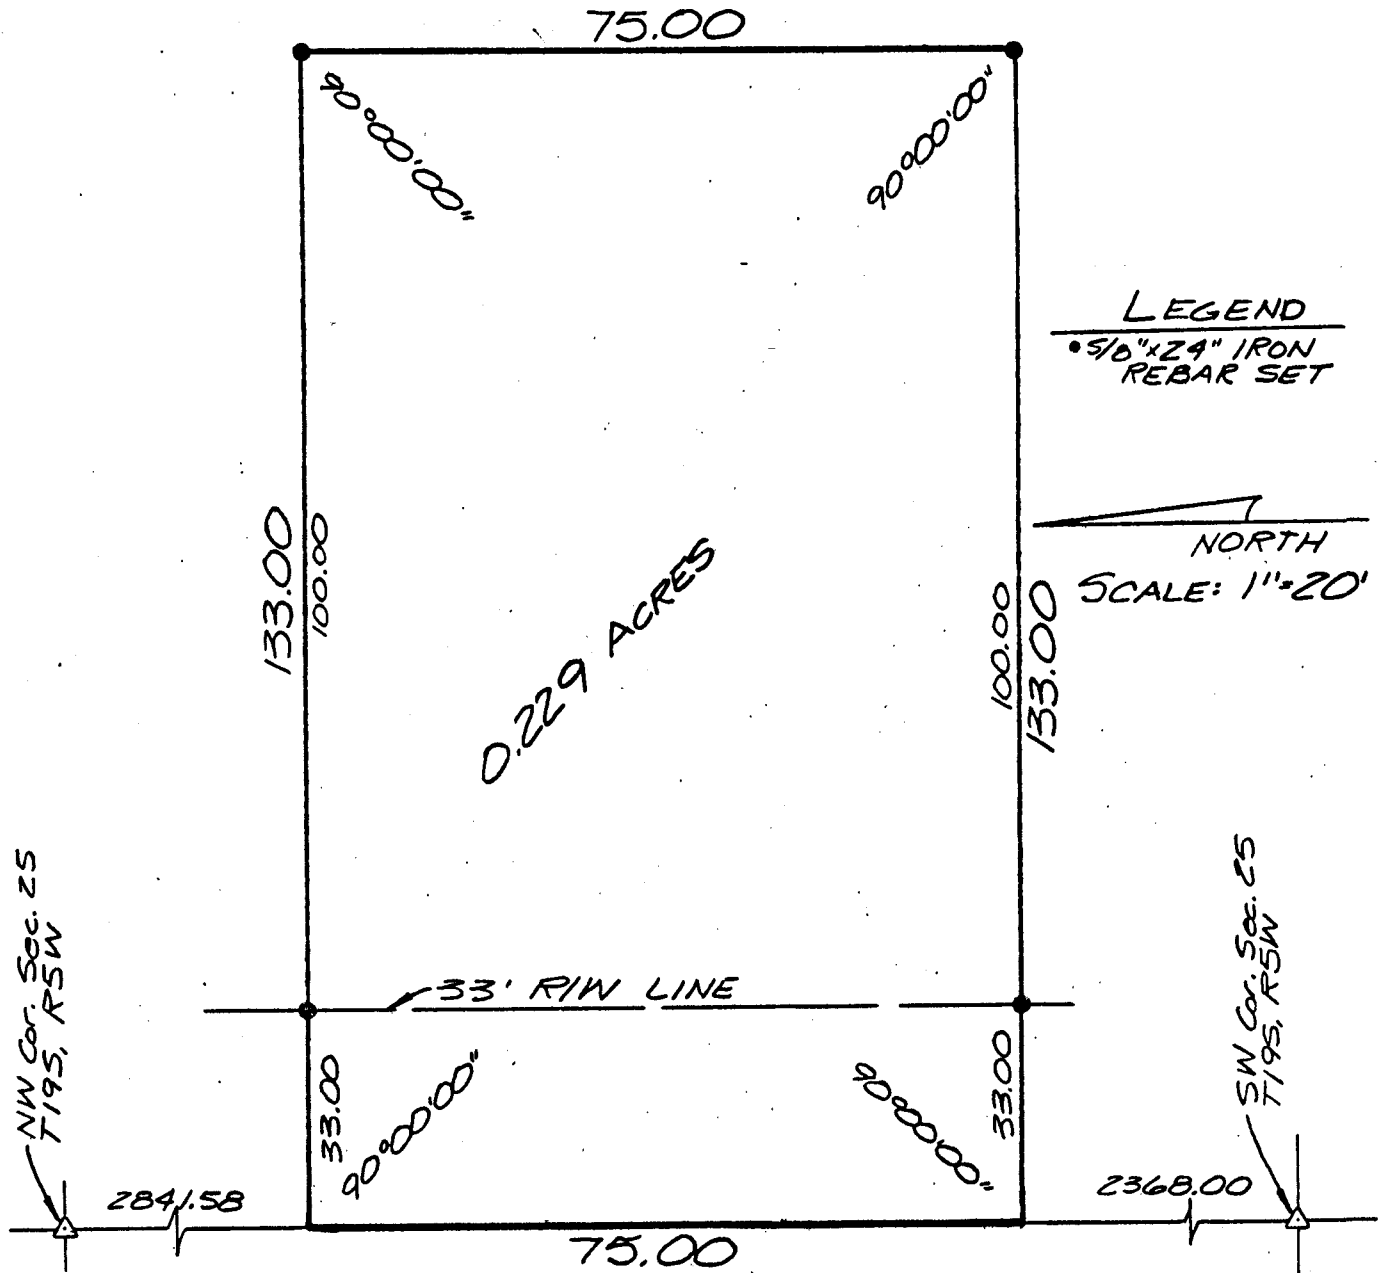 75.00
90°00'00"
90°00'00"
LEGEND
•5/8"x24" IRON
REBAR SET
133.00
100.00
NORTH
SCALE: 1"=20'
100.00
133.00
0.229 ACRES
NW Cor. Sec. 25
T19S, R5W
SW Cor. Sec. 25
T19S, R5W
33' R/W LINE
33.00
90°00'00"
90°00'00"
33.00
2841.58
2368.00
75.00